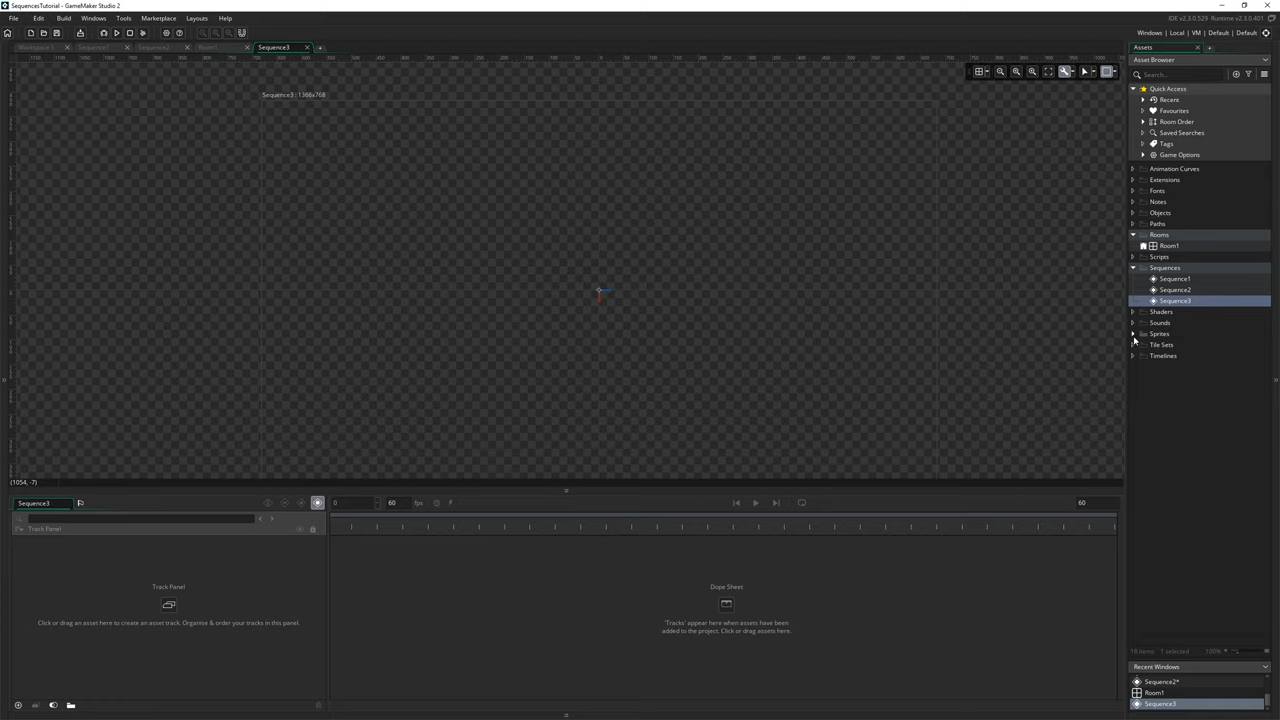 SequencesTutorial - GameMaker Studio 2
File Edit Build Windows Tools Marketplace Layouts Help
IDE v2.3.0.529 Runtime v2.3.0.401
Windows | Local | VM | Default | Default
Workspace 1 Sequence1 Sequence2 Room1 Sequence3
Sequence3 : 1366x768
(1054, -7)
Assets
Asset Browser
Search...
Quick Access
Recent
Favourites
Room Order
Saved Searches
Tags
Game Options
Animation Curves
Extensions
Fonts
Notes
Objects
Paths
Rooms
Room1
Scripts
Sequences
Sequence1
Sequence2
Sequence3
Shaders
Sounds
Sprites
Tile Sets
Timelines
18 items 1 selected 100%
Recent Windows
Sequence2*
Room1
Sequence3
Sequence3
0 60 fps 60
Track Panel
Track Panel
Click or drag an asset here to create an asset track. Organise & order your tracks in this panel.
Dope Sheet
'Tracks' appear here when assets have been
added to the project. Click or drag assets here.